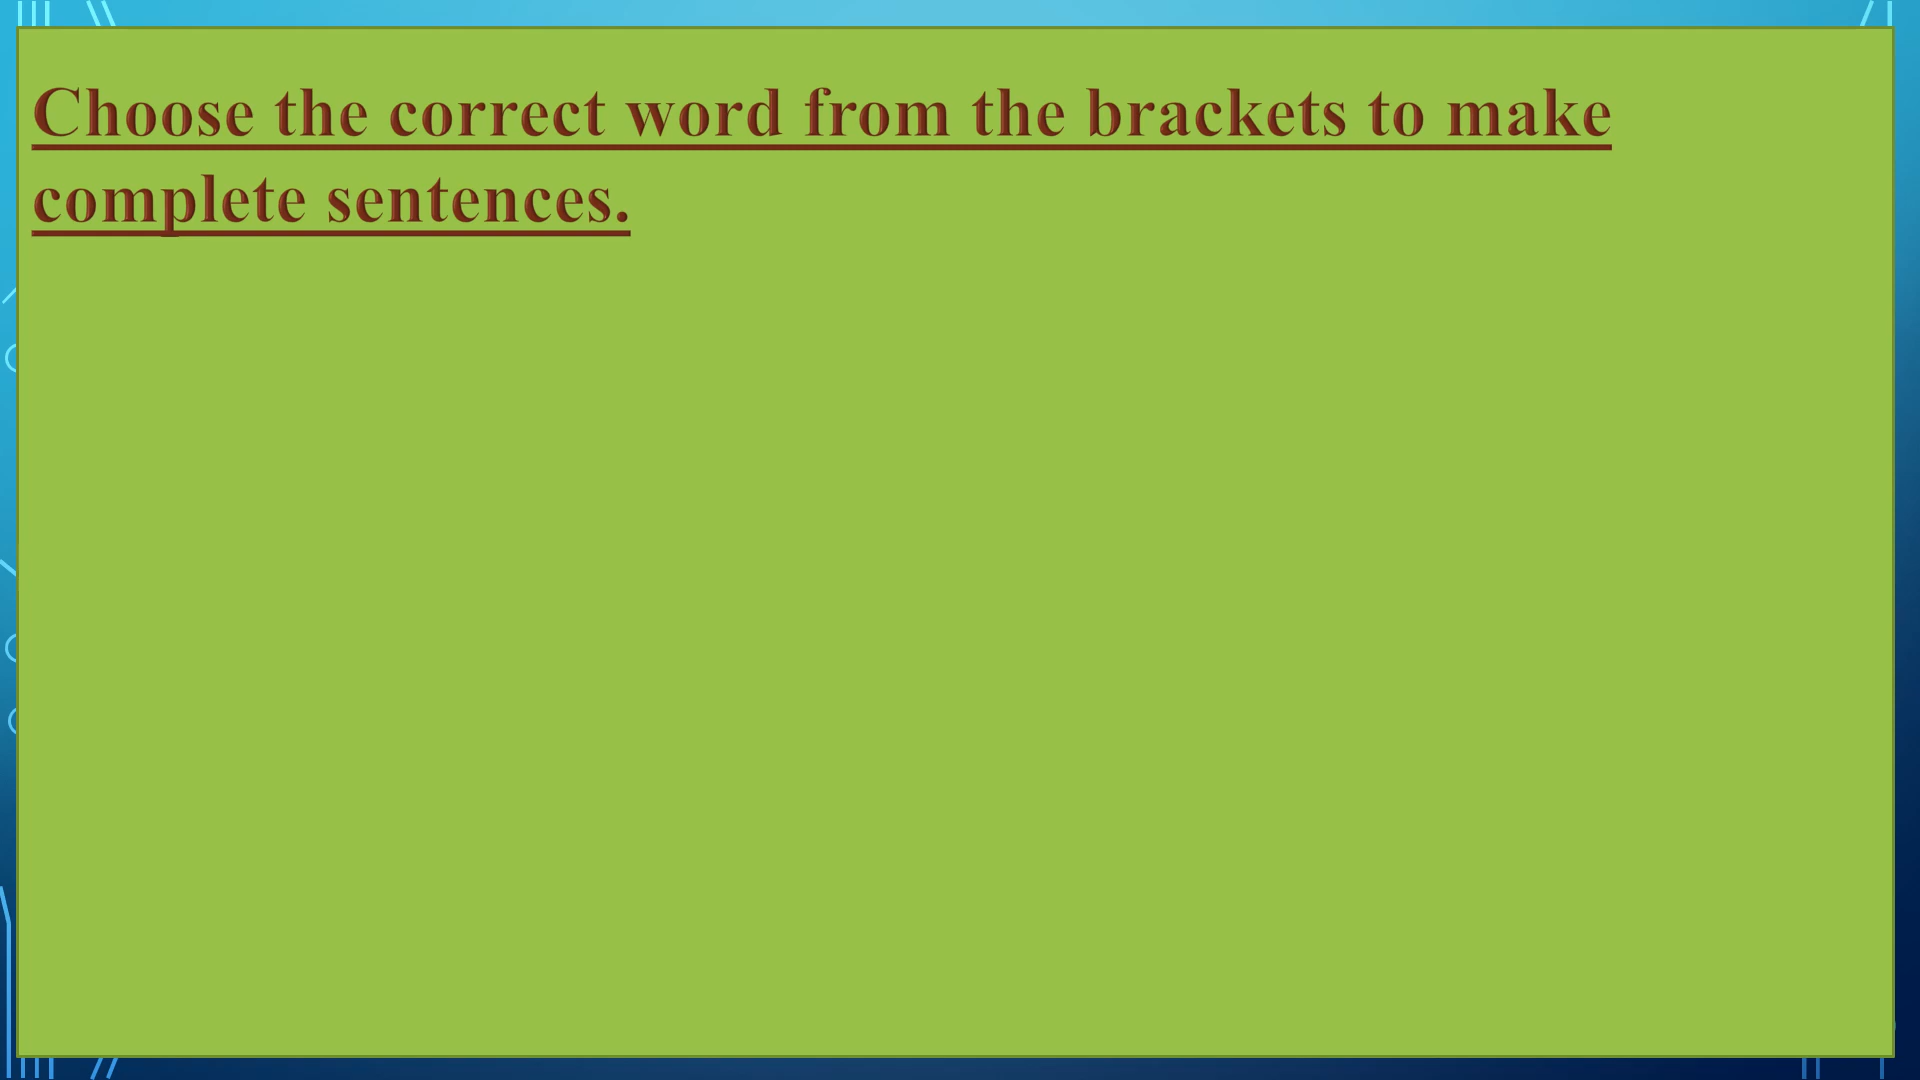 Choose the correct word from the brackets to make
complete sentences.